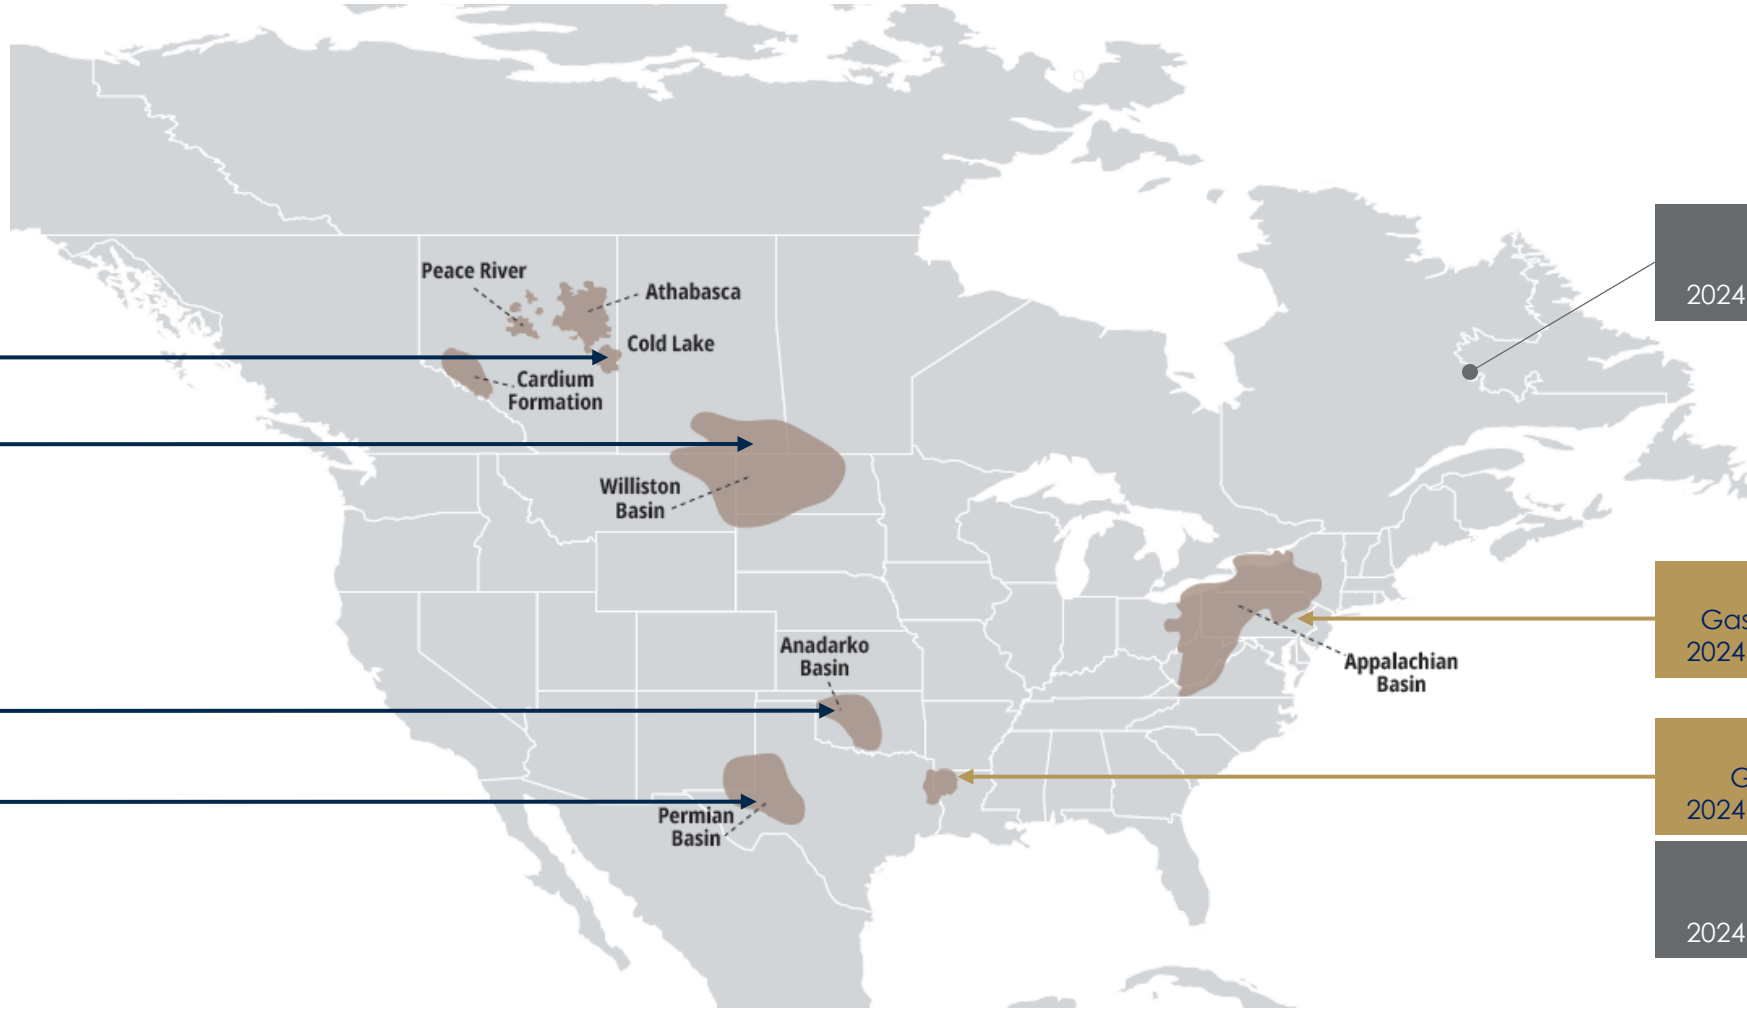 Peace River
Athabasca
Cold Lake
Cardium
Formation
Williston
Basin
Anadarko
Basin
Permian
Basin
Appalachian
Basin
2024
Gas
2024
G
2024
2024